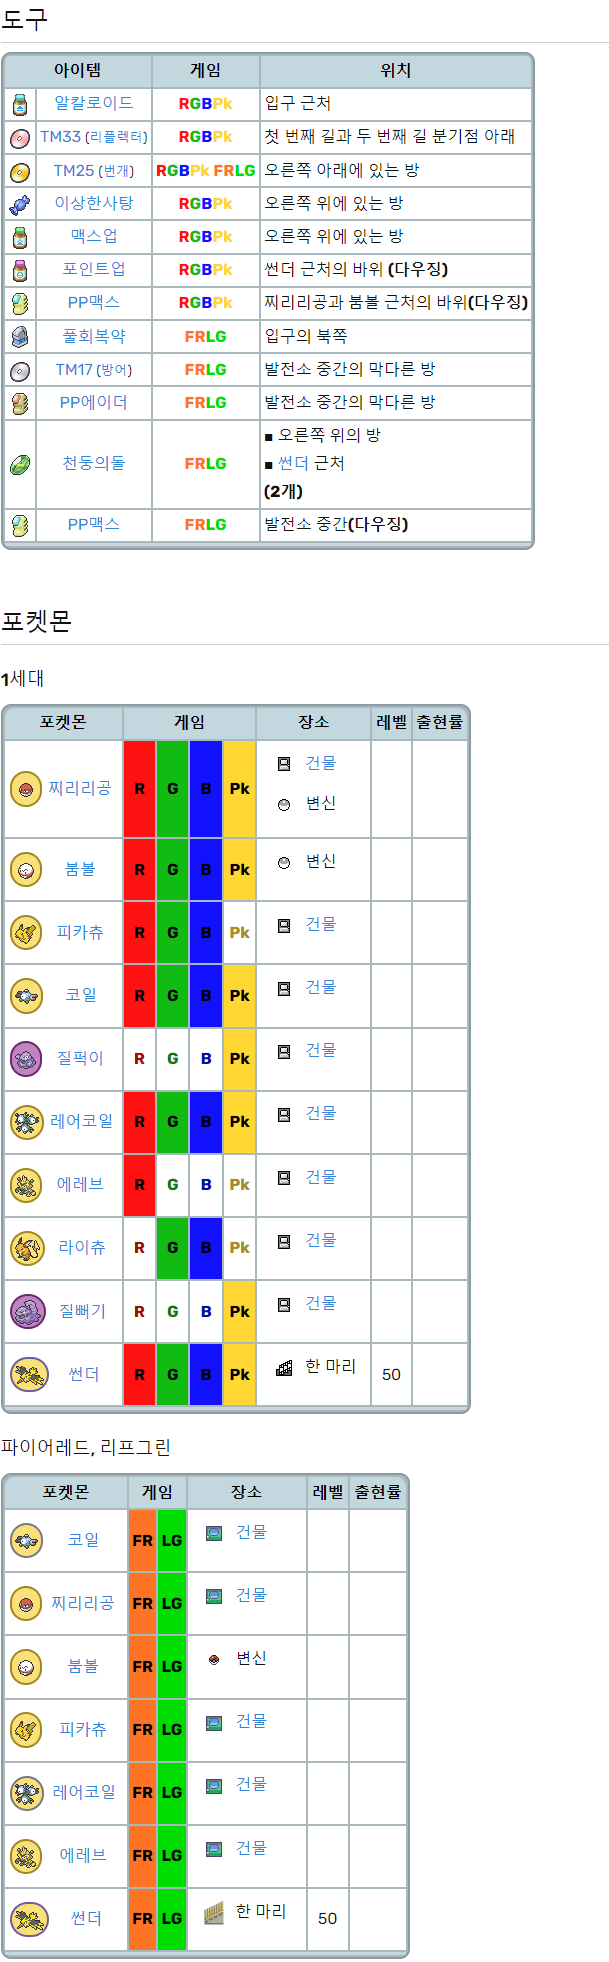 도구
아이템 게임 위치
알칼로이드 RGBPk 입구 근처
TM33 (리플렉터) RGBPk 첫 번째 길과 두 번째 길 분기점 아래
TM25 (번개) RGBPk FRLG 오른쪽 아래에 있는 방
이상한사탕 RGBPk 오른쪽 위에 있는 방
맥스업 RGBPk 오른쪽 위에 있는 방
포인트업 RGBPk 썬더 근처의 바위 (다우징)
PP맥스 RGBPk 찌리리공과 붐볼 근처의 바위(다우징)
풀회복약 FRLG 입구의 북쪽
TM17 (방어) FRLG 발전소 중간의 막다른 방
PP에이더 FRLG 발전소 중간의 막다른 방
■ 오른쪽 위의 방
천둥의돌 FRLG ■ 썬더 근처
(2개)
PP맥스 FRLG 발전소 중간(다우징)
포켓몬
1세대
포켓몬 게임 장소 레벨 출현률
찌리리공 R G B Pk 건물
변신
붐볼 R G B Pk 변신
피카츄 R G B Pk 건물
코일 R G B Pk 건물
질퍽이 R G B Pk 건물
레어코일 R G B Pk 건물
에레브 R G B Pk 건물
라이츄 R G B Pk 건물
질뻐기 R G B Pk 건물
썬더 R G B Pk 한 마리 50
파이어레드, 리프그린
포켓몬 게임 장소 레벨 출현률
코일 FR LG 건물
찌리리공 FR LG 건물
붐볼 FR LG 변신
피카츄 FR LG 건물
레어코일 FR LG 건물
에레브 FR LG 건물
썬더 FR LG 한 마리 50